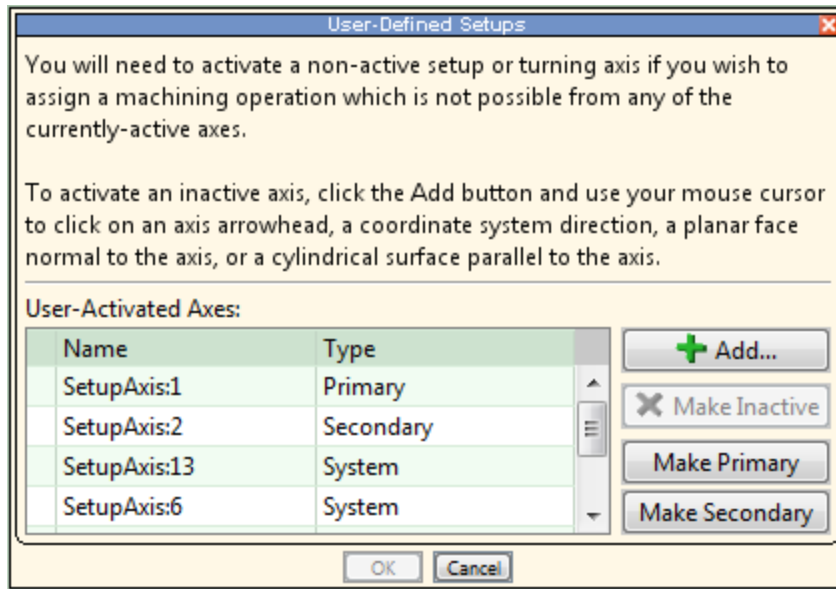 User-Defined Setups
You will need to activate a non-active setup or turning axis if you wish to
assign a machining operation which is not possible from any of the
currently-active axes.
To activate an inactive axis, click the Add button and use your mouse cursor
to click on an axis arrowhead, a coordinate system direction, a planar face
normal to the axis, or a cylindrical surface parallel to the axis.
User-Activated Axes:
Name Type
SetupAxis:1 Primary
SetupAxis:2 Secondary
SetupAxis:13 System
SetupAxis:6 System
Add...
Make Inactive
Make Primary
Make Secondary
OK Cancel